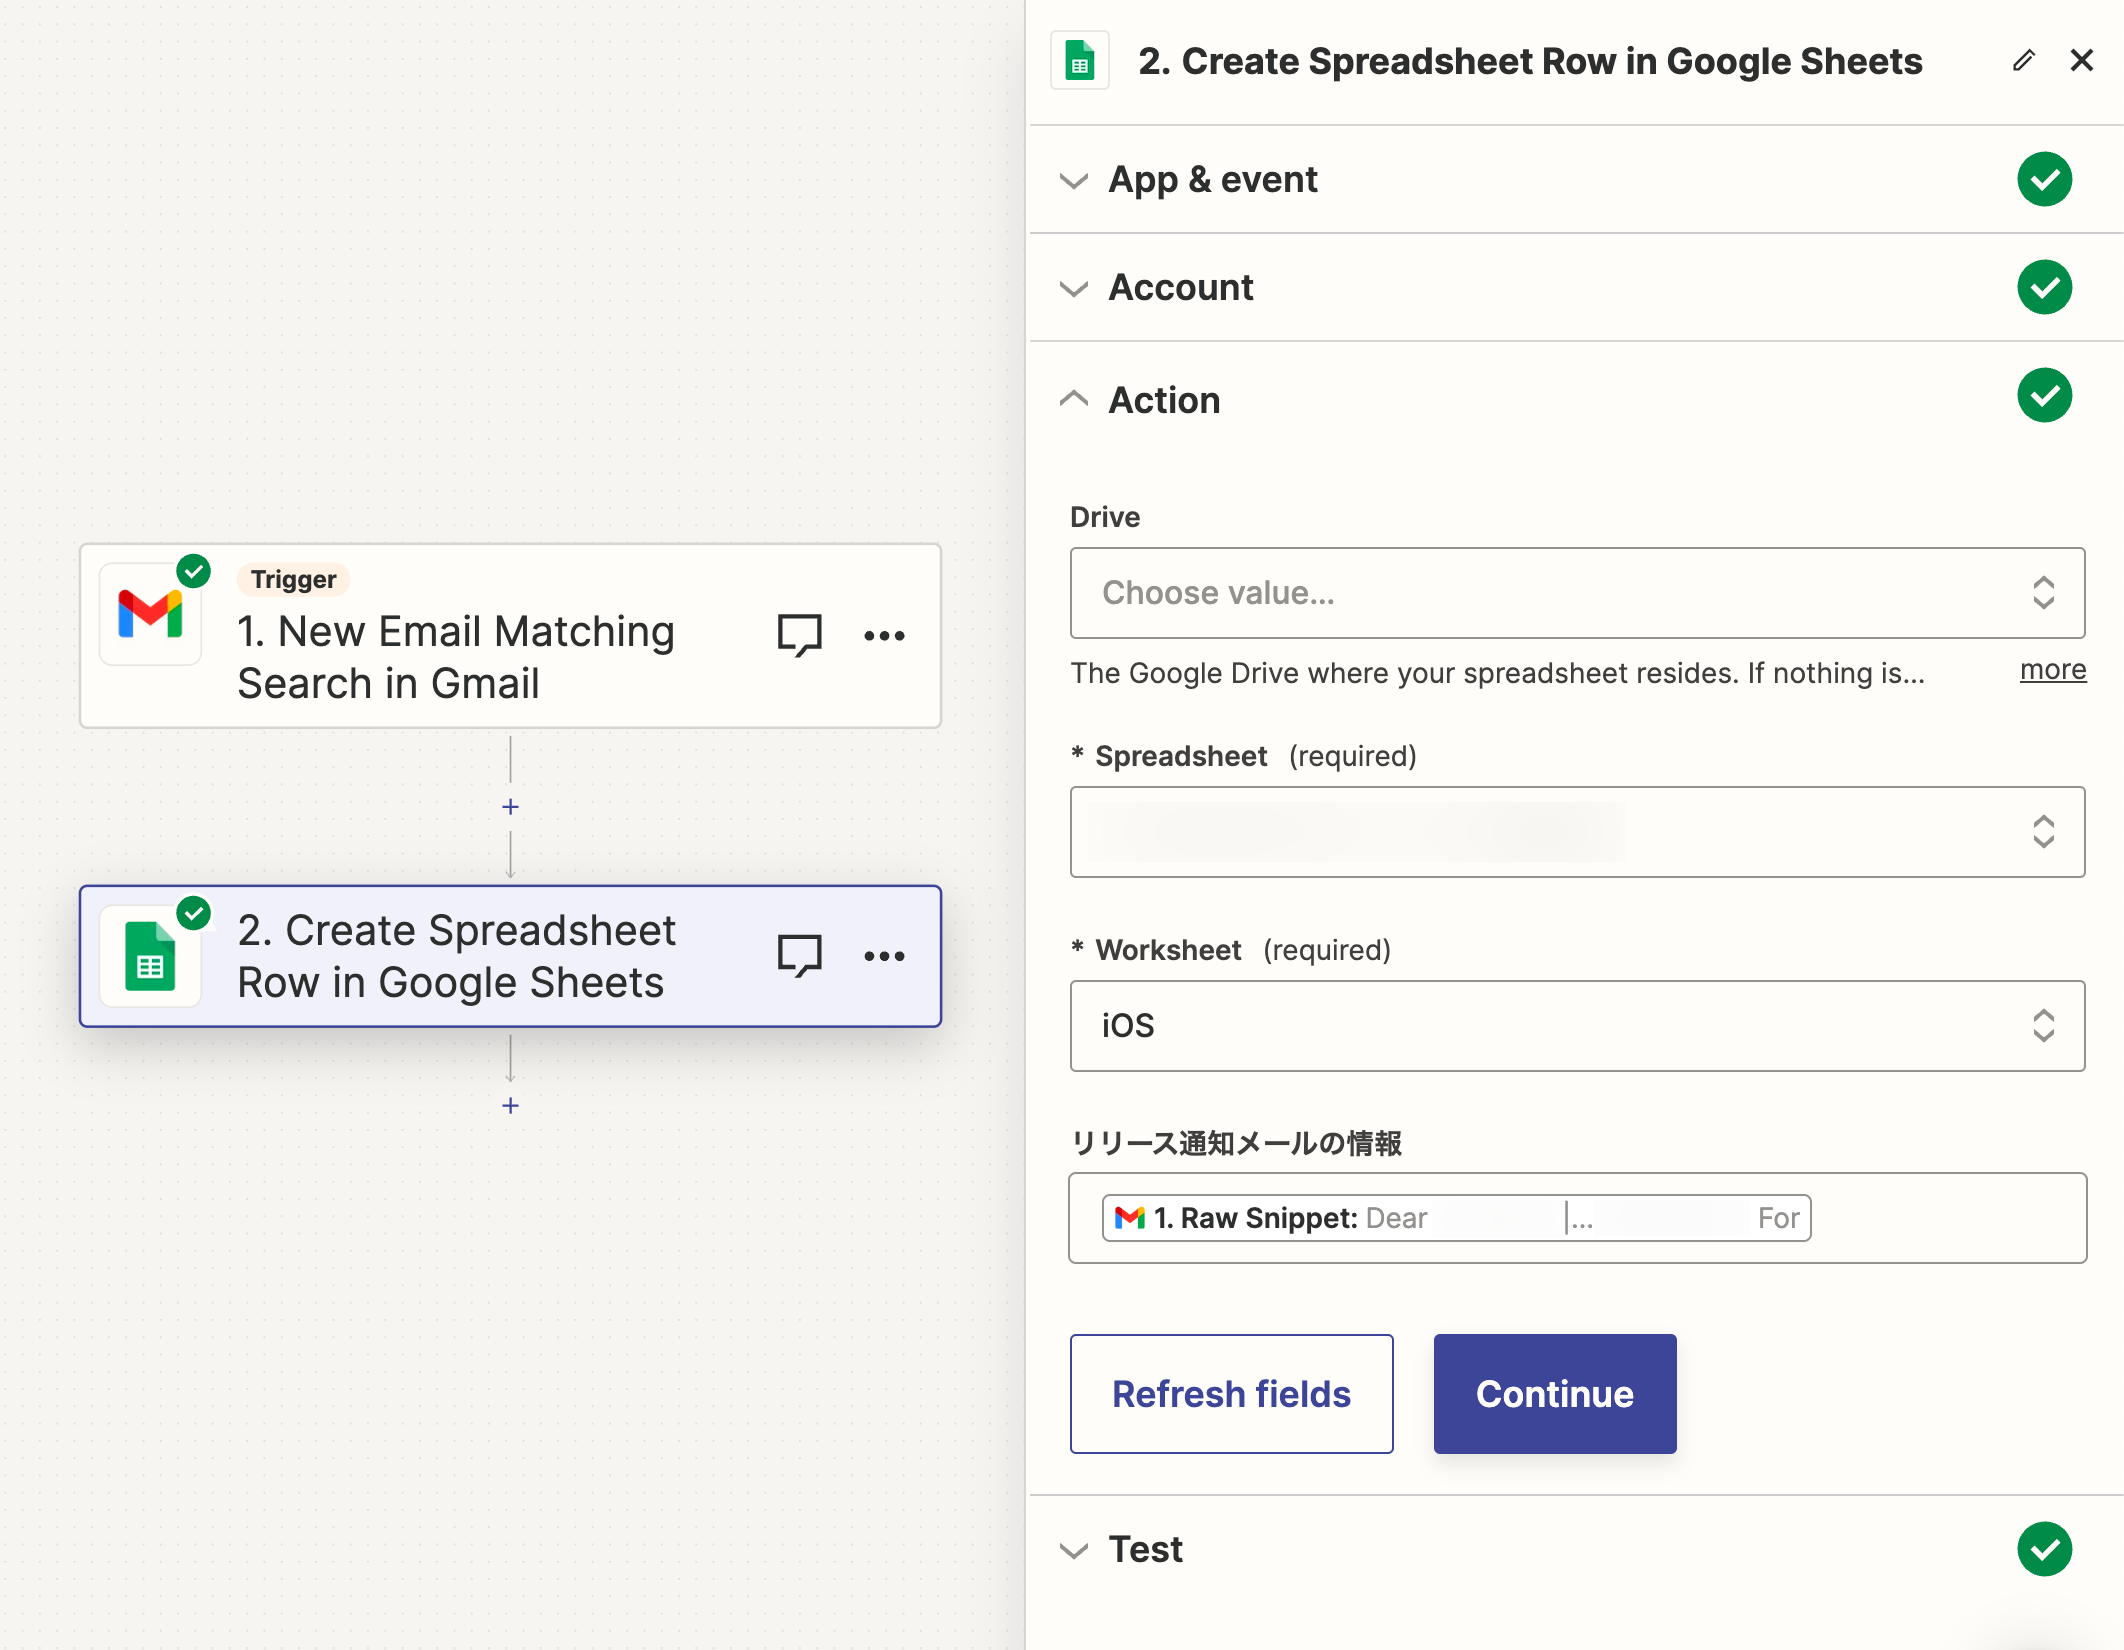 Trigger
1. New Email Matching
Search in Gmail
2. Create Spreadsheet
Row in Google Sheets
2. Create Spreadsheet Row in Google Sheets
App & event
Account
Action
Drive
Choose value...
The Google Drive where your spreadsheet resides. If nothing is...
more
* Spreadsheet (required)
* Worksheet (required)
iOS
リリース通知メールの情報
1. Raw Snippet: Dear ... For
Refresh fields
Continue
Test